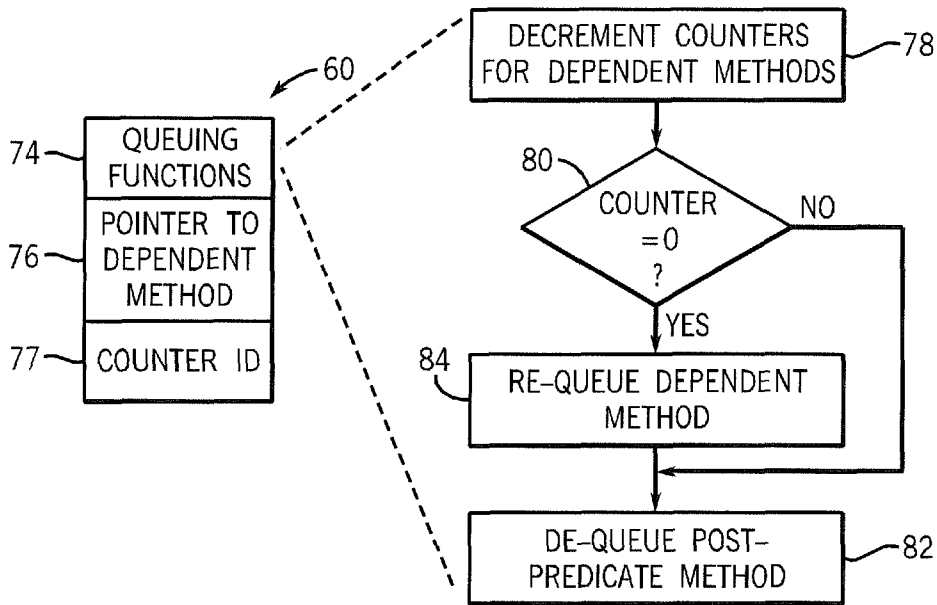 60
74
QUEUING
FUNCTIONS
76
POINTER TO
DEPENDENT
METHOD
77
COUNTER ID
DECREMENT COUNTERS
FOR DEPENDENT METHODS
78
80
COUNTER
=0
?
NO
YES
84
RE-QUEUE DEPENDENT
METHOD
DE-QUEUE POST-
PREDICATE METHOD
82